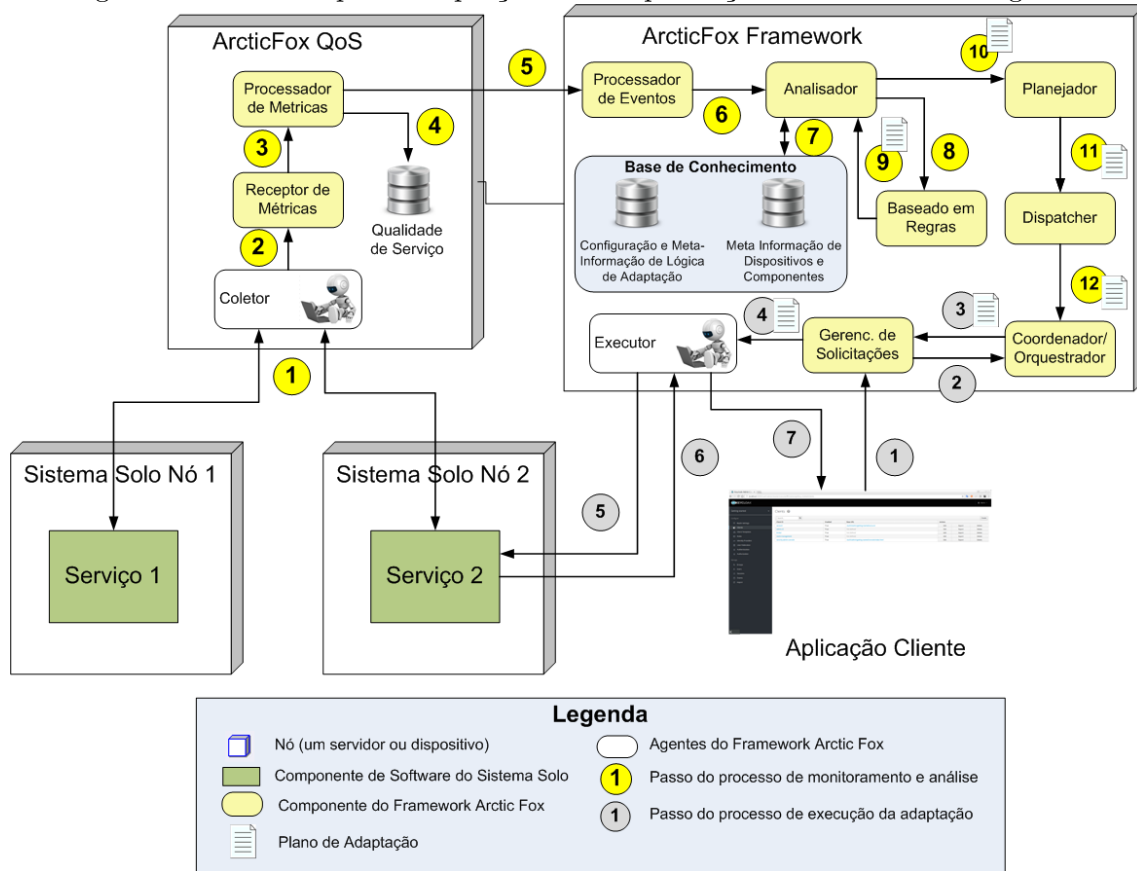 ArcticFox QoS
Processador
de Metricas
Receptor de
Métricas
Qualidade
de Serviço
Coletor
3
4
2
1
5
ArcticFox Framework
Processador
de Eventos
Analisador
Planejador
10
6
7
9
8
11
Base de Conhecimento
Configuração e Meta-
Informação de Lógica
de Adaptação
Meta Informação de
Dispositivos e
Componentes
Baseado em
Regras
Dispatcher
12
Executor
4
Gerenc. de
Solicitações
3
2
Coordenador/
Orquestrador
Sistema Solo Nó 1
Serviço 1
Sistema Solo Nó 2
Serviço 2
5
6
7
1
Aplicação Cliente
Legenda
Nó (um servidor ou dispositivo)
Componente de Software do Sistema Solo
Componente do Framework Arctic Fox
Plano de Adaptação
Agentes do Framework Arctic Fox
1
Passo do processo de monitoramento e análise
1
Passo do processo de execução da adaptação